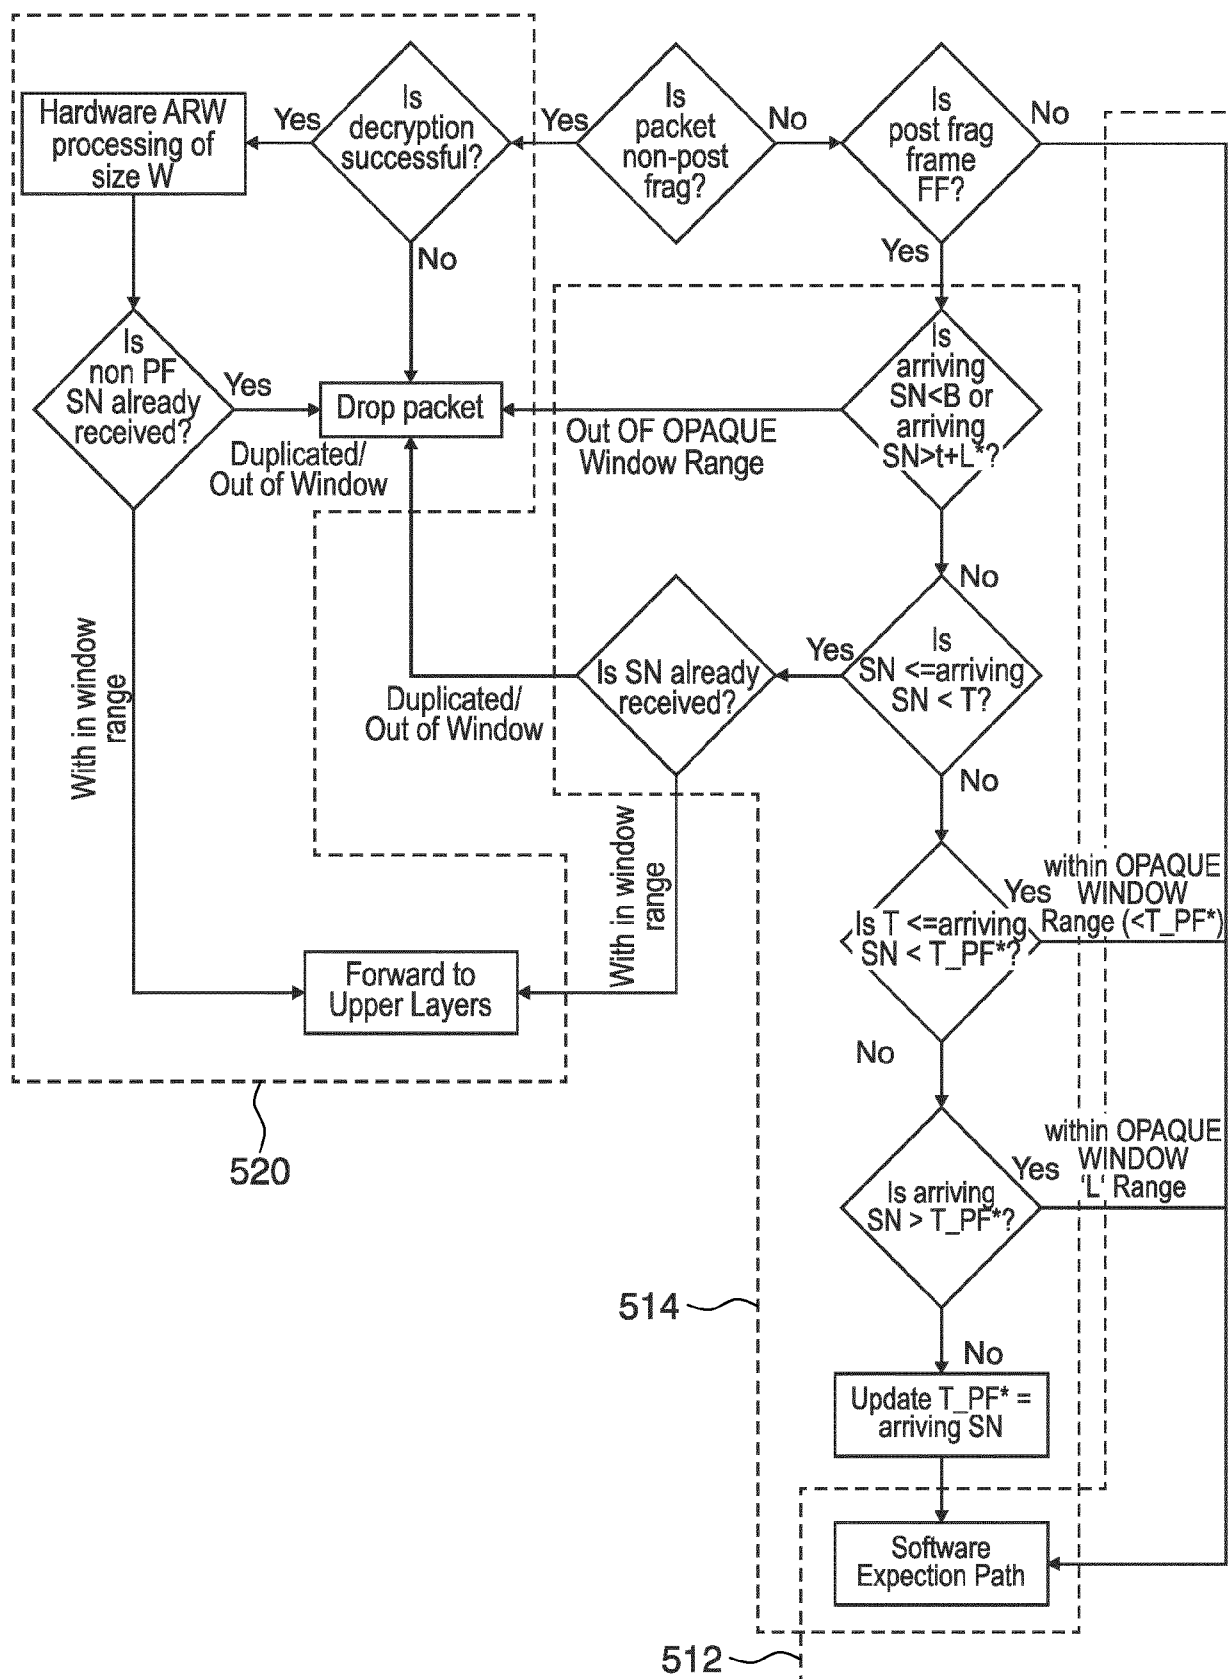 Hardware ARW
processing of
size W
Yes
Is
decryption
successful?
Yes
Is
packet
non-post
frag?
No
Is
post frag
frame
FF?
No
No
Yes
Is
non PF
SN already
received?
Yes
Drop packet
Duplicated/
Out of Window
Out OF OPAQUE
Window Range
Is
arriving
SN<B or
arriving
SN>t+L*?
No
With in window
range
Duplicated/
Out of Window
Is SN already
received?
Yes
Is
SN <=arriving
SN < T?
No
With in window
range
Is T <=arriving
SN < T_PF*?
Yes
within OPAQUE
WINDOW
Range (<T_PF*)
Forward to
Upper Layers
No
520
Is arriving
SN > T_PF*?
Yes
within OPAQUE
WINDOW
'L' Range
514
No
Update T_PF* =
arriving SN
Software
Expection Path
512